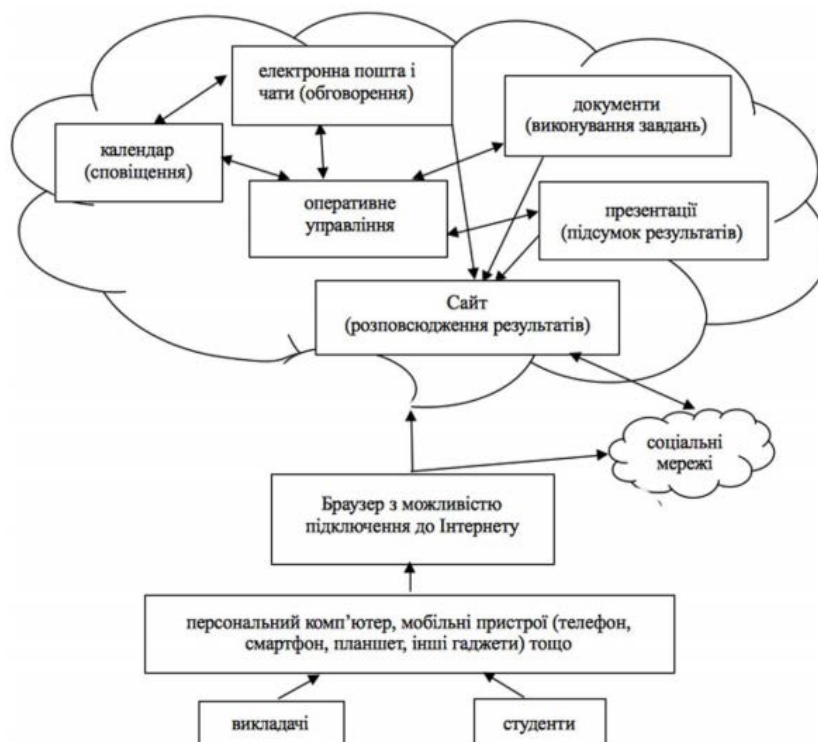 електронна пошта і
чати (обговорення)
документи
(виконування завдань)
календар
(сповіщення)
оперативне
управління
презентації
(підсумок результатів)
Сайт
(розповсюдження результатів)
соціальні
мережі
Браузер з можливістю
підключення до Інтернету
персональний комп’ютер, мобільні пристрої (телефон,
смартфон, планшет, інші гаджети) тощо
викладачі
студенти